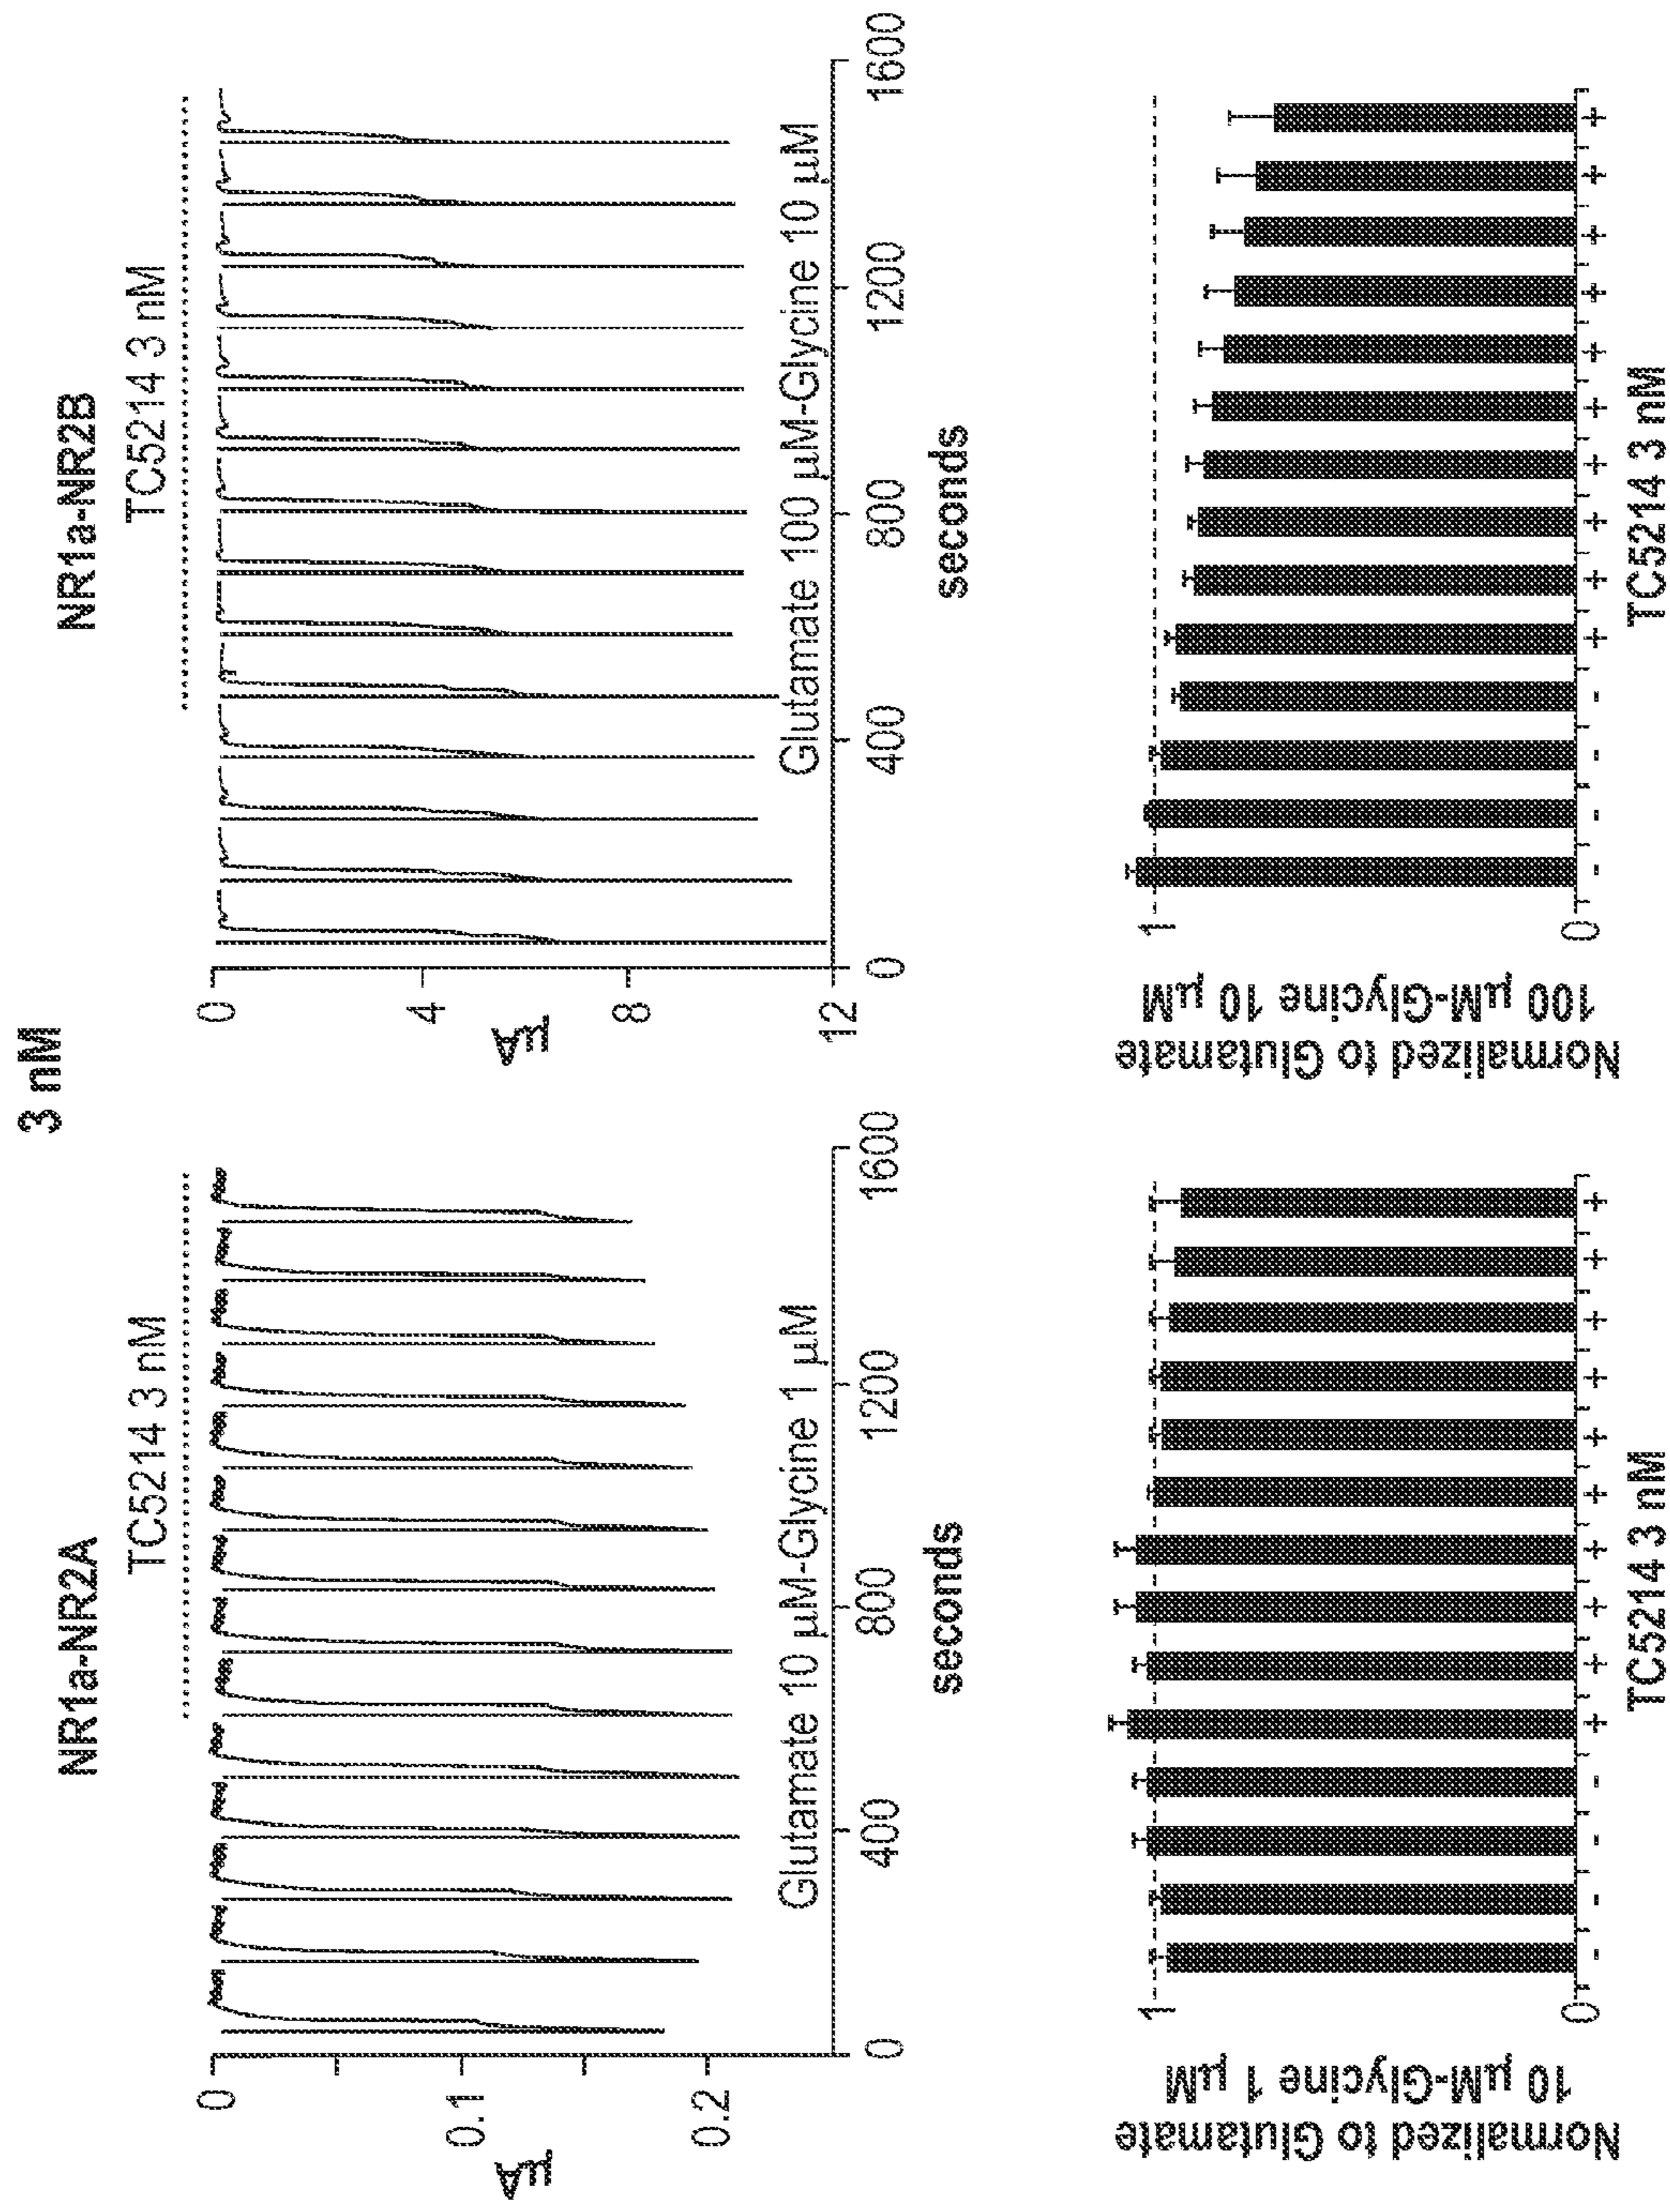 3 nM
NR1a-NR2A
TC5214 3 nM
0
0.1
0.2
µA
Glutamate 10 µM-Glycine 1 µM
0 400 800 1200 1600
seconds
NR1a-NR2B
TC5214 3 nM
0
4
8
12
µA
Glutamate 100 µM-Glycine 10 µM
0 400 800 1200 1600
seconds
Normalized to Glutamate
10 µM-Glycine 1 µM
1
0
- - - - + + + + + + + + + +
TC5214 3 nM
Normalized to Glutamate
100 µM-Glycine 10 µM
1
0
- - - - + + + + + + + + + +
TC5214 3 nM